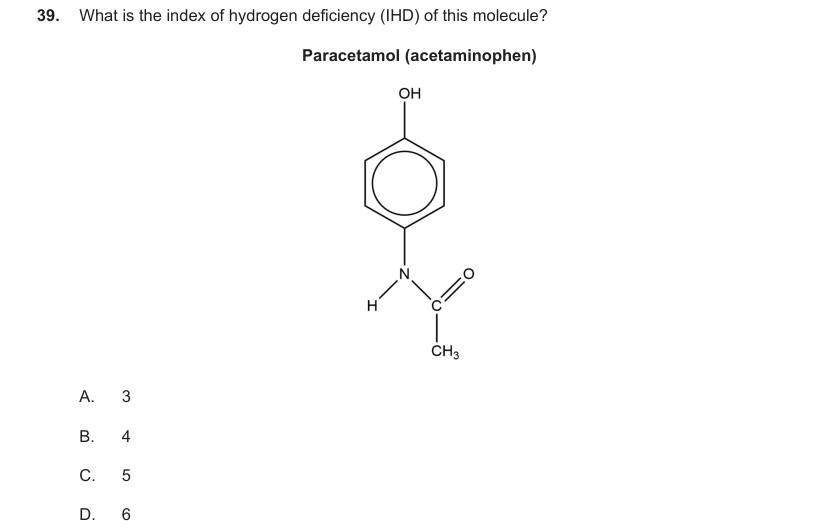 39. What is the index of hydrogen deficiency (IHD) of this molecule?
Paracetamol (acetaminophen)
OH
N
O
H
C
CH₃
A. 3
B. 4
C. 5
D. 6